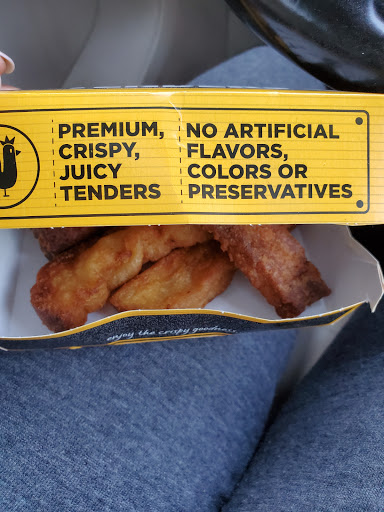 PREMIUM,
CRISPY,
JUICY
TENDERS
NO ARTIFICIAL
FLAVORS,
COLORS OR
PRESERVATIVES
enjoy the crispy goodness